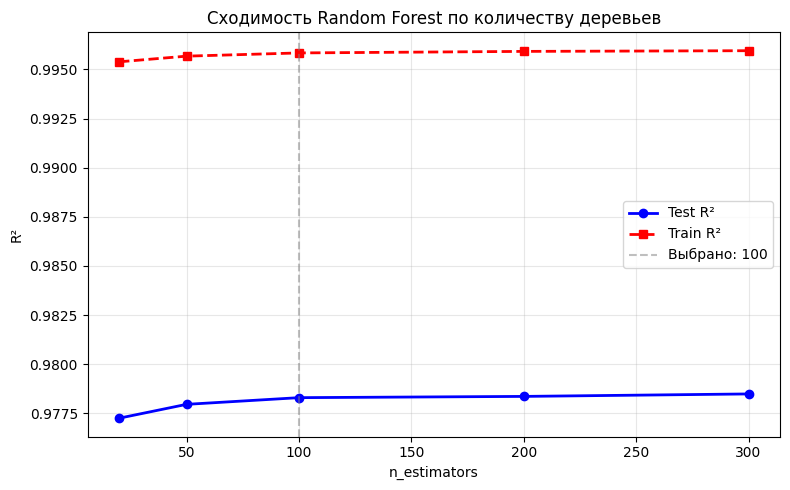 Сходимость Random Forest по количеству деревьев
R²
0.9950
0.9925
0.9900
0.9875
0.9850
0.9825
0.9800
0.9775
Test R²
Train R²
Выбрано: 100
50
100
150
200
250
300
n_estimators